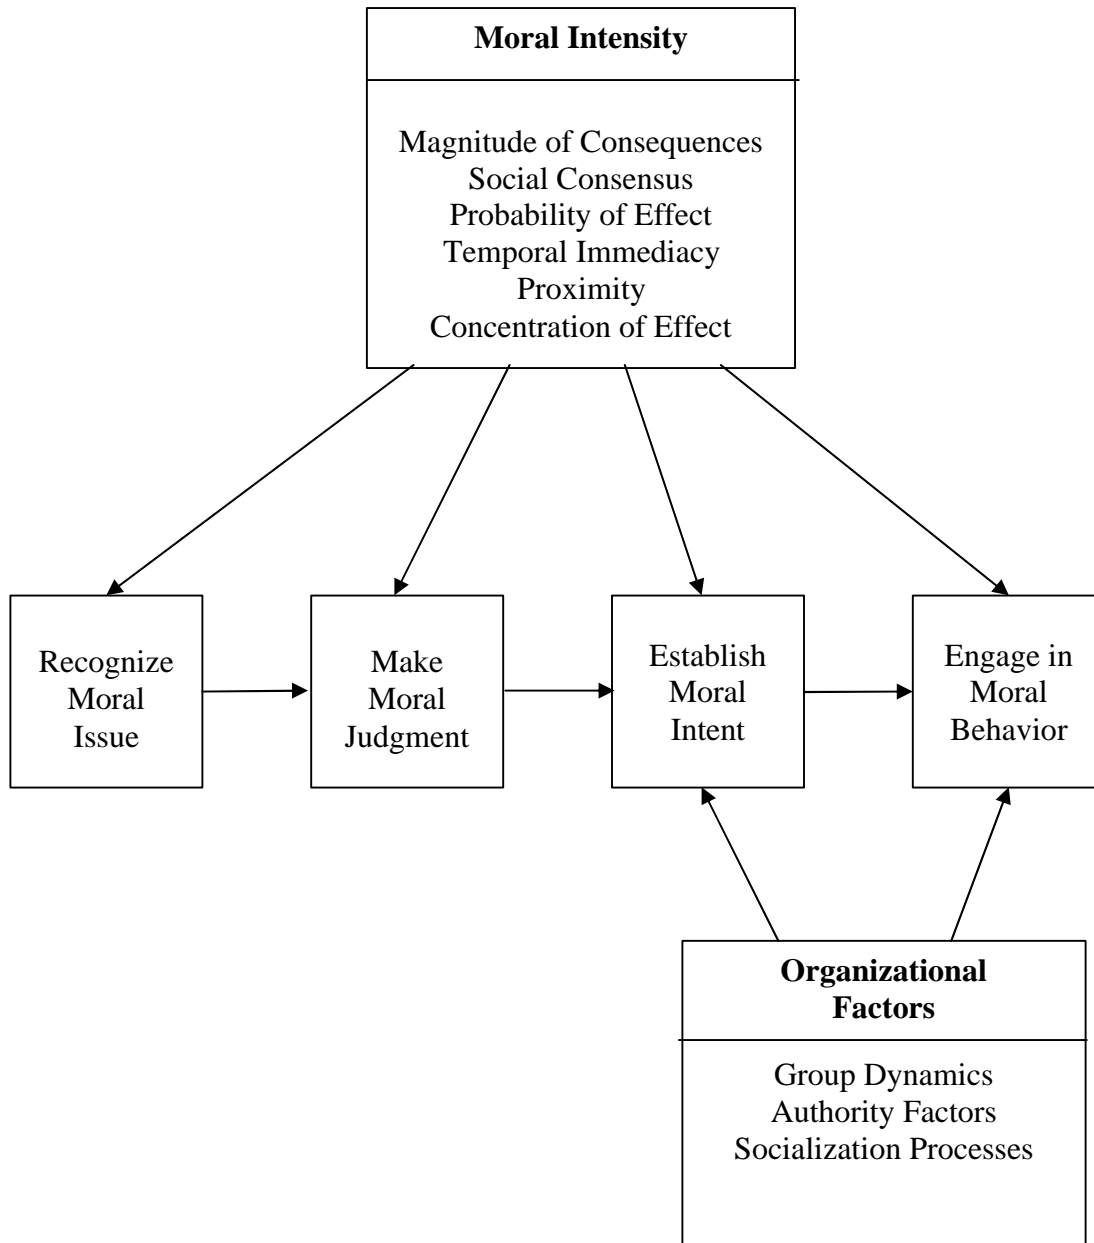 Moral Intensity
Magnitude of Consequences
Social Consensus
Probability of Effect
Temporal Immediacy
Proximity
Concentration of Effect
Recognize
Moral
Issue
Make
Moral
Judgment
Establish
Moral
Intent
Engage in
Moral
Behavior
Organizational
Factors
Group Dynamics
Authority Factors
Socialization Processes